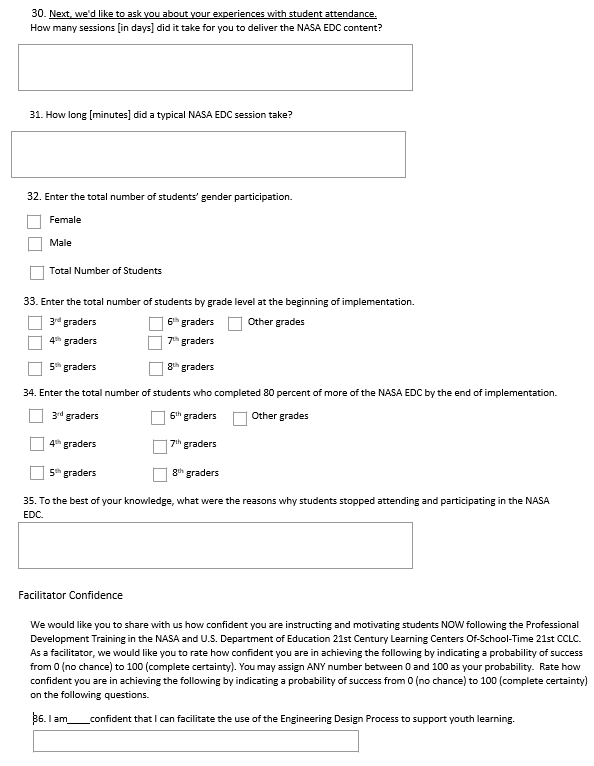 30. Next, we'd like to ask you about your experiences with student attendance.
How many sessions [in days] did it take for you to deliver the NASA EDC content?
31. How long [minutes] did a typical NASA EDC session take?
32. Enter the total number of students' gender participation.
Female
Male
Total Number of Students
33. Enter the total number of students by grade level at the beginning of implementation.
3rd graders 6th graders Other grades
4th graders 7th graders
5th graders 8th graders
34. Enter the total number of students who completed 80 percent of more of the NASA EDC by the end of implementation.
3rd graders 6th graders Other grades
4th graders 7th graders
5th graders 8th graders
35. To the best of your knowledge, what were the reasons why students stopped attending and participating in the NASA
EDC.
Facilitator Confidence
We would like you to share with us how confident you are instructing and motivating students NOW following the Professional
Development Training in the NASA and U.S. Department of Education 21st Century Learning Centers Of-School-Time 21st CCLC.
As a facilitator, we would like you to rate how confident you are in achieving the following by indicating a probability of success
from 0 (no chance) to 100 (complete certainty). You may assign ANY number between 0 and 100 as your probability. Rate how
confident you are in achieving the following by indicating a probability of success from 0 (no chance) to 100 (complete certainty)
on the following questions.
36. I am____confident that I can facilitate the use of the Engineering Design Process to support youth learning.